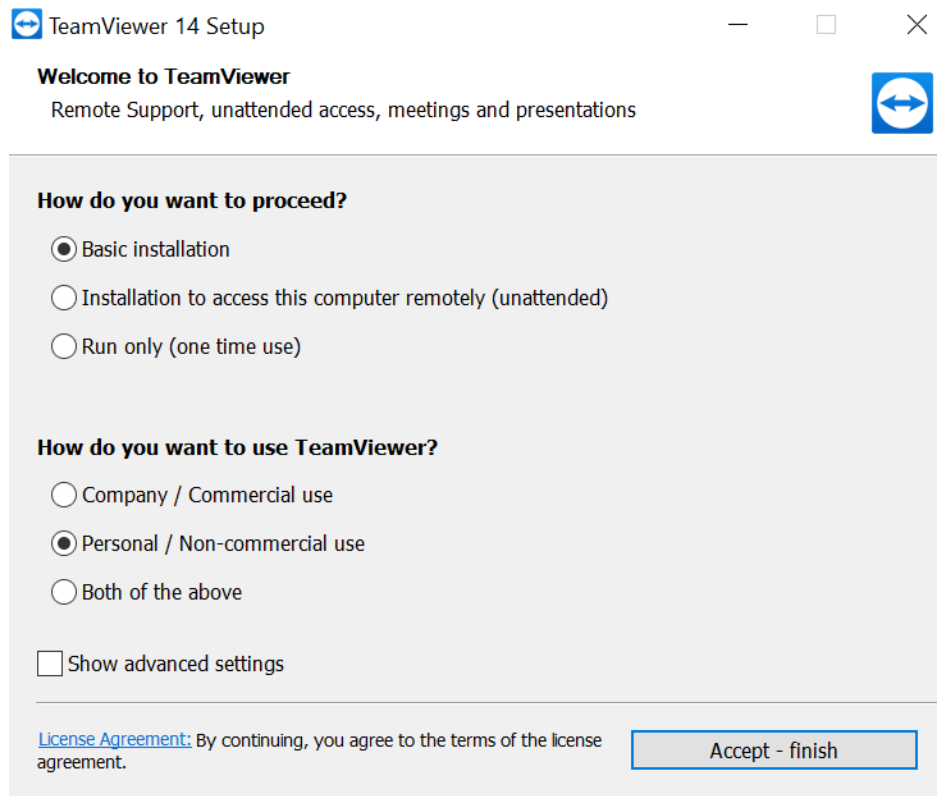 TeamViewer 14 Setup
Welcome to TeamViewer
Remote Support, unattended access, meetings and presentations
How do you want to proceed?
Basic installation
Installation to access this computer remotely (unattended)
Run only (one time use)
How do you want to use TeamViewer?
Company / Commercial use
Personal / Non-commercial use
Both of the above
Show advanced settings
License Agreement: By continuing, you agree to the terms of the license
agreement.
Accept - finish